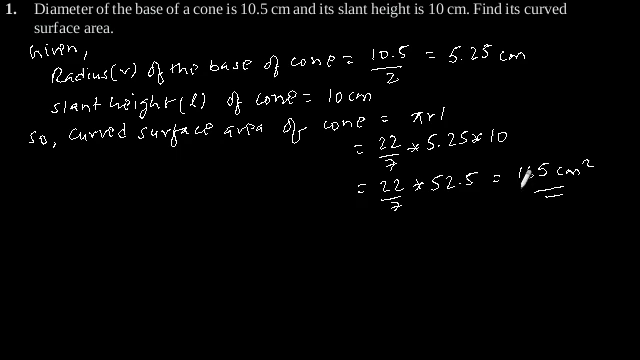 1. Diameter of the base of a cone is 10.5 cm and its slant height is 10 cm. Find its curved
surface area.
Given,
Radius(r) of the base of cone = 10.5/2 = 5.25 cm
slant height(l) of cone = 10 cm
so, curved surface area of cone = πrl
= 22/7 * 5.25 * 10
= 22/7 * 52.5 = cm²